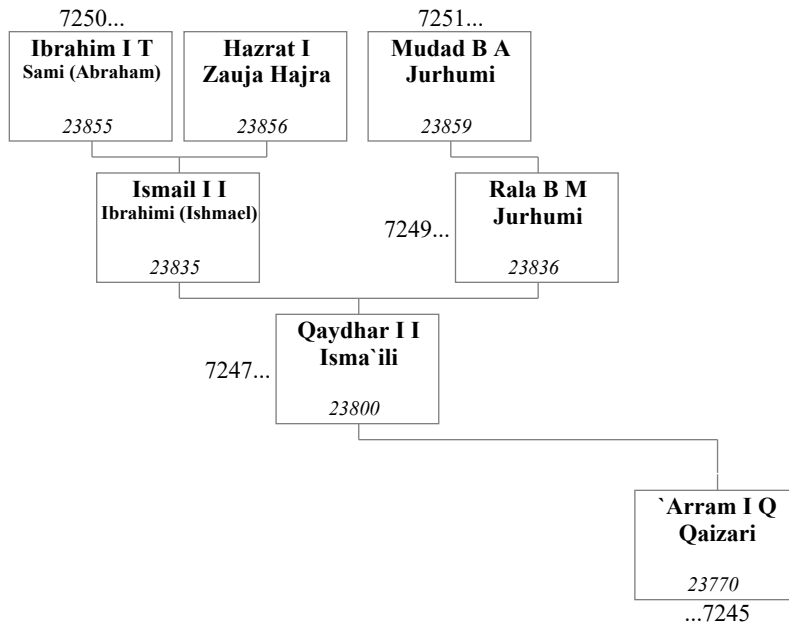 7250...
7251...
Ibrahim I T
Sami (Abraham)
23855
Hazrat I
Zauja Hajra
23856
Mudad B A
Jurhumi
23859
Ismail I I
Ibrahimi (Ishmael)
23835
7249...
Rala B M
Jurhumi
23836
7247...
Qaydhar I I
Isma`ili
23800
`Arram I Q
Qaizari
23770
...7245